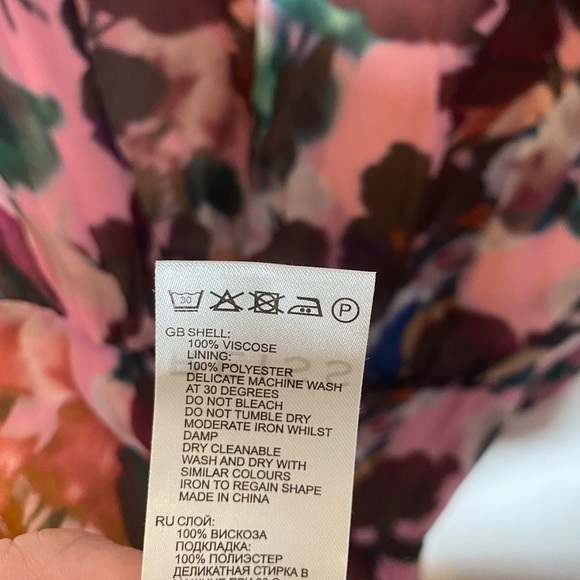 30
P
GB SHELL:
100% VISCOSE
LINING:
100% POLYESTER
DELICATE MACHINE WASH
AT 30 DEGREES
DO NOT BLEACH
DO NOT TUMBLE DRY
MODERATE IRON WHILST
DAMP
DRY CLEANABLE
WASH AND DRY WITH
SIMILAR COLOURS
IRON TO REGAIN SHAPE
MADE IN CHINA
RU СЛОЙ:
100% ВИСКОЗА
ПОДКЛАДКА:
100% ПОЛИЭСТЕР
ДЕЛИКАТНАЯ СТИРКА В